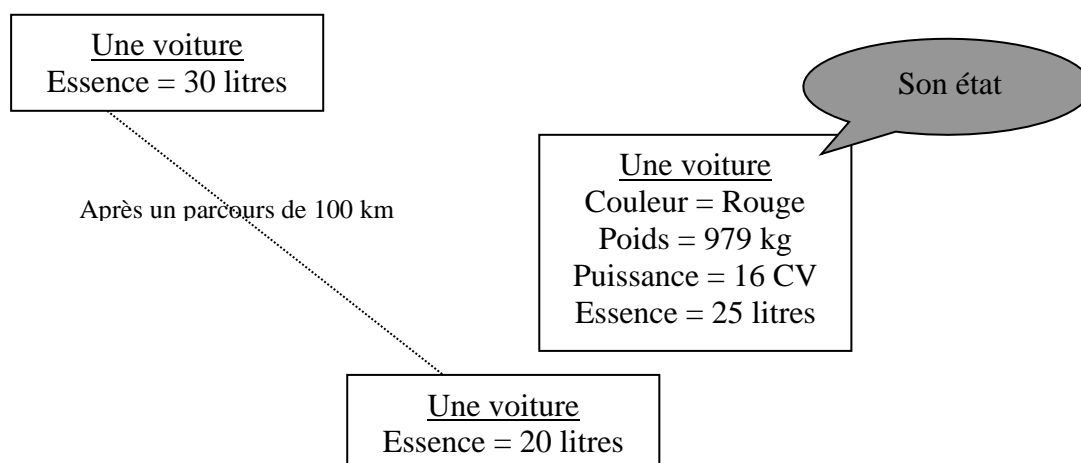 Une voiture
Essence = 30 litres
Son état
Une voiture
Couleur = Rouge
Poids = 979 kg
Puissance = 16 CV
Essence = 25 litres
Après un parcours de 100 km
Une voiture
Essence = 20 litres